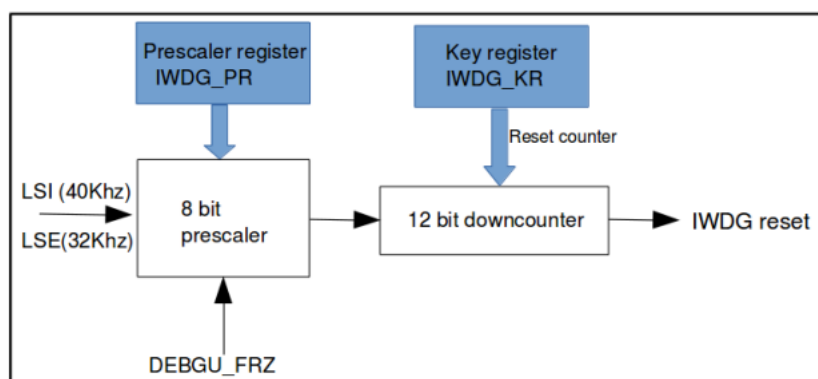 Prescaler register
IWDG_PR
Key register
IWDG_KR
Reset counter
LSI (40Khz)
LSE(32Khz)
8 bit
prescaler
12 bit downcounter
IWDG reset
DEBGU_FRZ